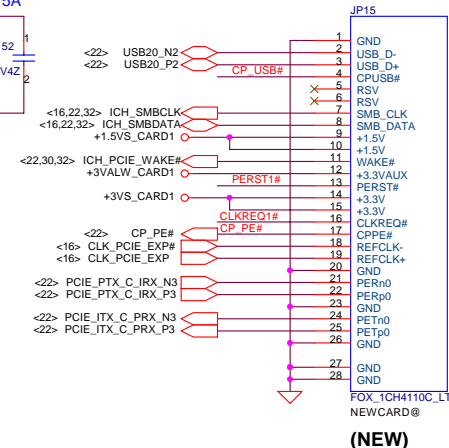 5A
JP15
52
1
V4Z
2
1 GND
<22> USB20_N2 2 USB_D-
<22> USB20_P2 3 USB_D+
CP_USB# 4 CPUSB#
5 RSV
6 RSV
<16,22,32> ICH_SMBCLK 7 SMB_CLK
<16,22,32> ICH_SMBDATA 8 SMB_DATA
+1.5VS_CARD1 9 +1.5V
10 +1.5V
<22,30,32> ICH_PCIE_WAKE# 11 WAKE#
+3VALW_CARD1 12 +3.3VAUX
PERST1# 13 PERST#
+3VS_CARD1 14 +3.3V
15 +3.3V
CLKREQ1# 16 CLKREQ#
<22> CP_PE# CP_PE# 17 CPPE#
<16> CLK_PCIE_EXP# 18 REFCLK-
<16> CLK_PCIE_EXP 19 REFCLK+
20 GND
<22> PCIE_PTX_C_IRX_N3 21 PERn0
<22> PCIE_PTX_C_IRX_P3 22 PERp0
23 GND
<22> PCIE_ITX_C_PRX_N3 24 PETn0
<22> PCIE_ITX_C_PRX_P3 25 PETp0
26 GND
27 GND
28 GND
FOX_1CH4110C_LT
NEWCARD@
(NEW)